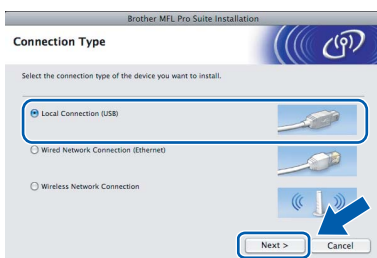 Brother MFL Pro Suite Installation
Connection Type
Select the connection type of the device you want to install.
Local Connection (USB)
Wired Network Connection (Ethernet)
Wireless Network Connection
Next > Cancel